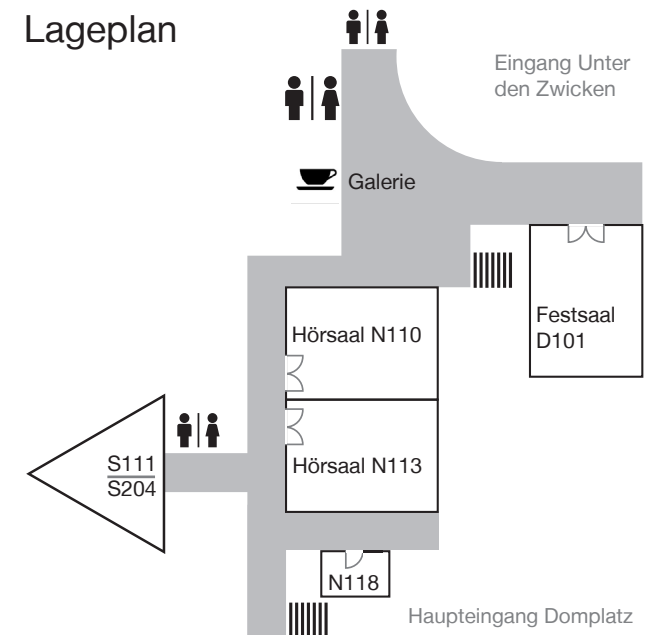 Lageplan
Eingang Unter
den Zwicken
Galerie
Festsaal
D101
Hörsaal N110
S111
S204
Hörsaal N113
N118
Haupteingang Domplatz